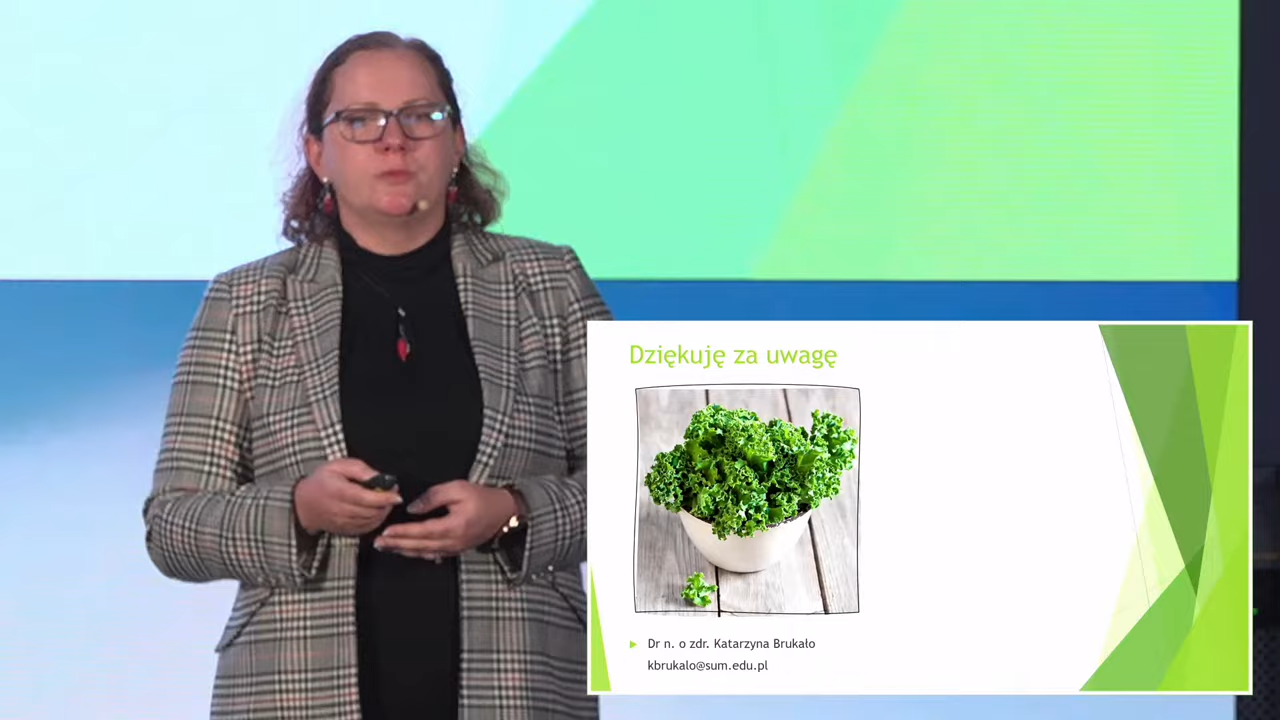 Dziękuję za uwagę
Dr n. o zdr. Katarzyna Brukało
kbrukalo@sum.edu.pl